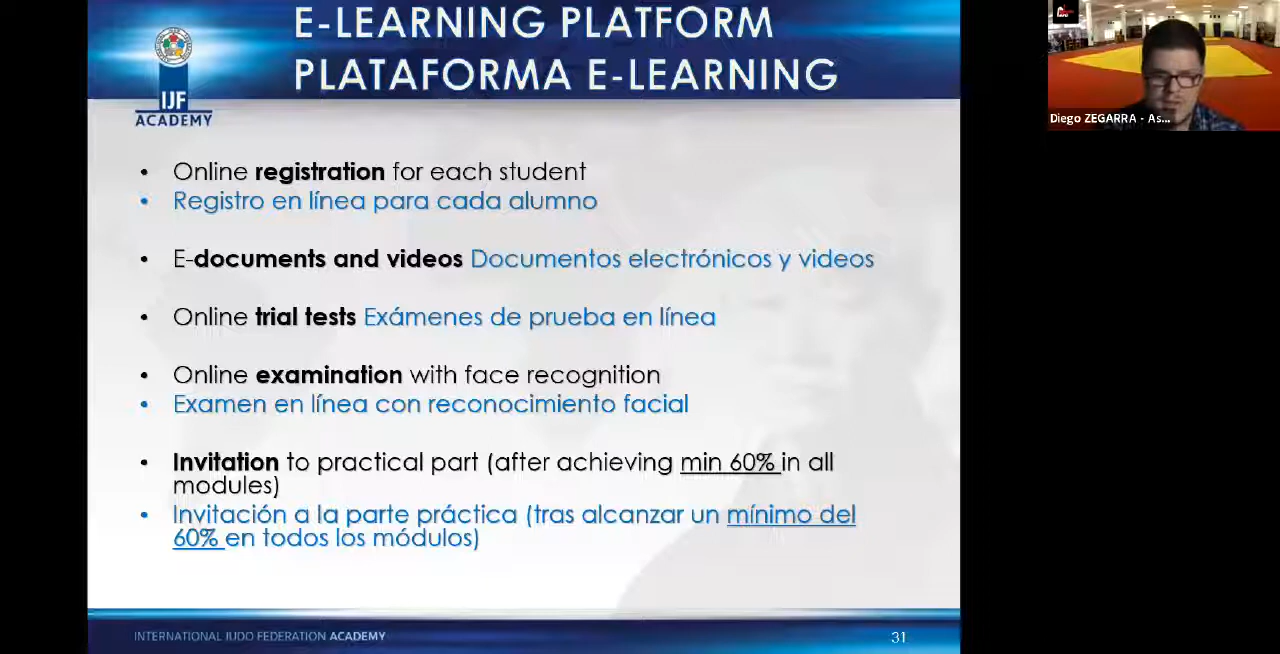 E-LEARNING PLATFORM
PLATAFORMA E-LEARNING
IJF
ACADEMY
Diego ZEGARRA - As...
• Online registration for each student
• Registro en línea para cada alumno
• E-documents and videos Documentos electrónicos y videos
• Online trial tests Exámenes de prueba en línea
• Online examination with face recognition
• Examen en línea con reconocimiento facial
• Invitation to practical part (after achieving min 60% in all
modules)
• Invitación a la parte práctica (tras alcanzar un mínimo del
60% en todos los módulos)
INTERNATIONAL JUDO FEDERATION ACADEMY
31